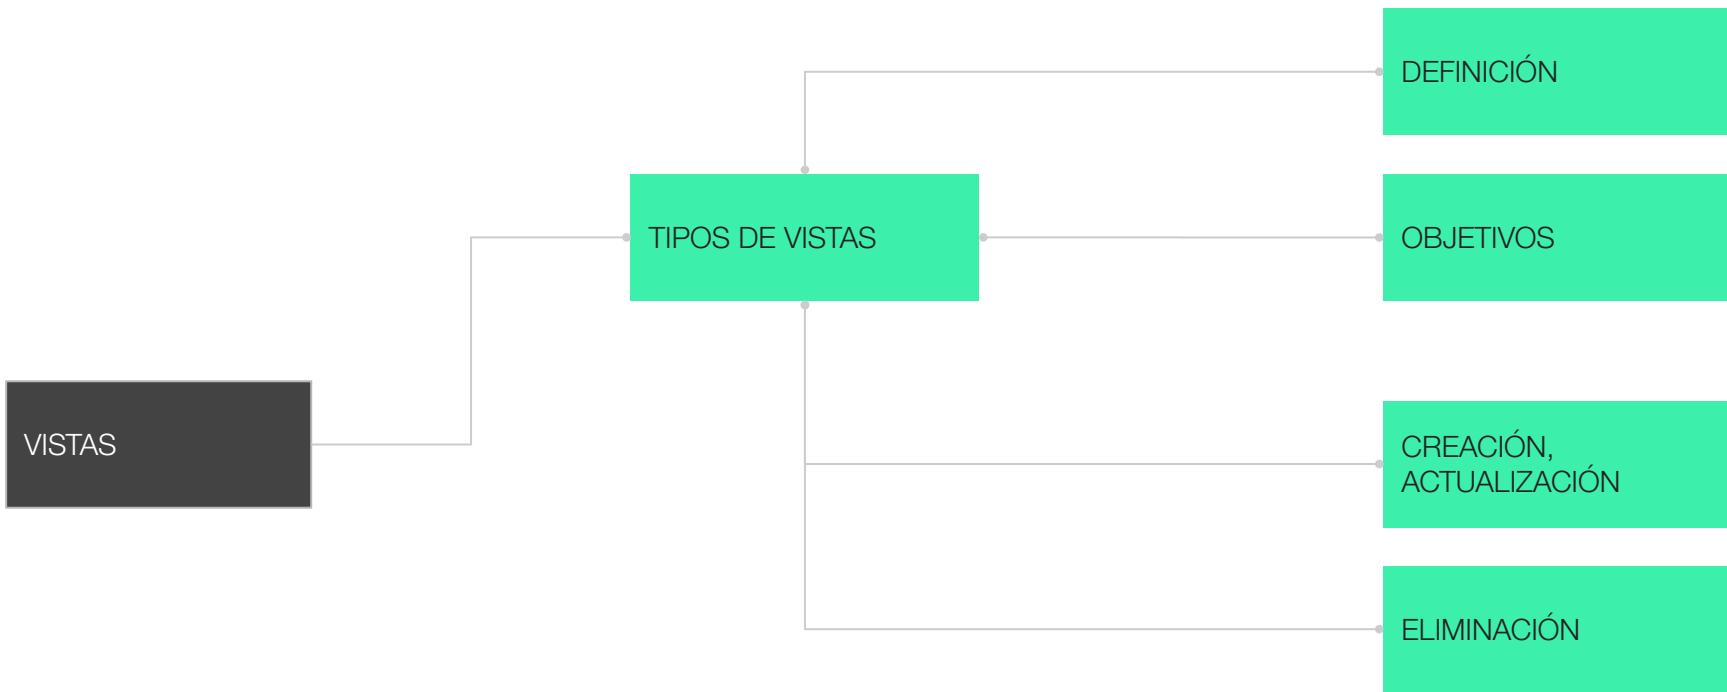 DEFINICIÓN
TIPOS DE VISTAS
OBJETIVOS
VISTAS
CREACIÓN,
ACTUALIZACIÓN
ELIMINACIÓN